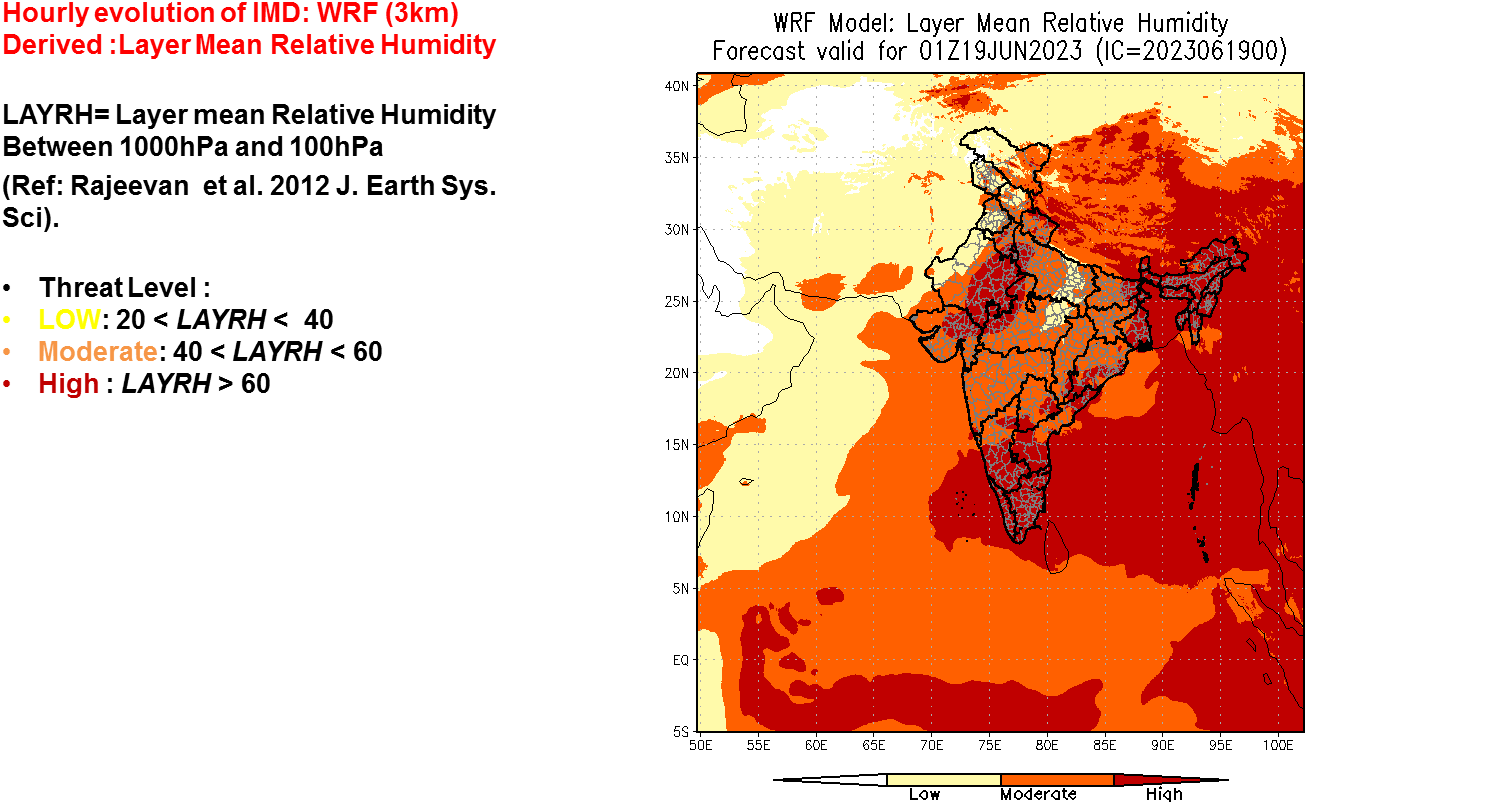 Hourly evolution of IMD: WRF (3km)
Derived :Layer Mean Relative Humidity
LAYRH= Layer mean Relative Humidity
Between 1000hPa and 100hPa
(Ref: Rajeevan et al. 2012 J. Earth Sys.
Sci).
• Threat Level :
• LOW: 20 < LAYRH < 40
• Moderate: 40 < LAYRH < 60
• High : LAYRH > 60
WRF Model: Layer Mean Relative Humidity
Forecast valid for 01Z19JUN2023 (IC=2023061900)
40N
35N
30N
25N
20N
15N
10N
5N
EQ
5S
50E 55E 60E 65E 70E 75E 80E 85E 90E 95E 100E
Low Moderate High